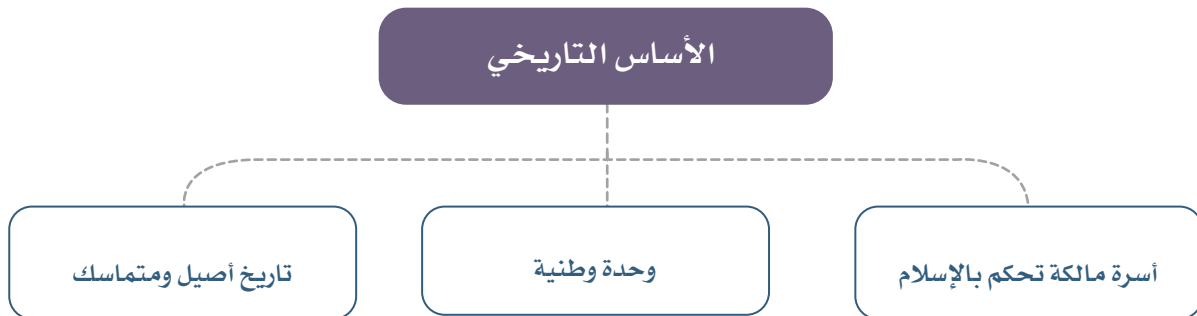 الأساس التاريخي
أسرة مالكة تحكم بالإسلام
وحدة وطنية
تاريخ أصيل ومتماسك